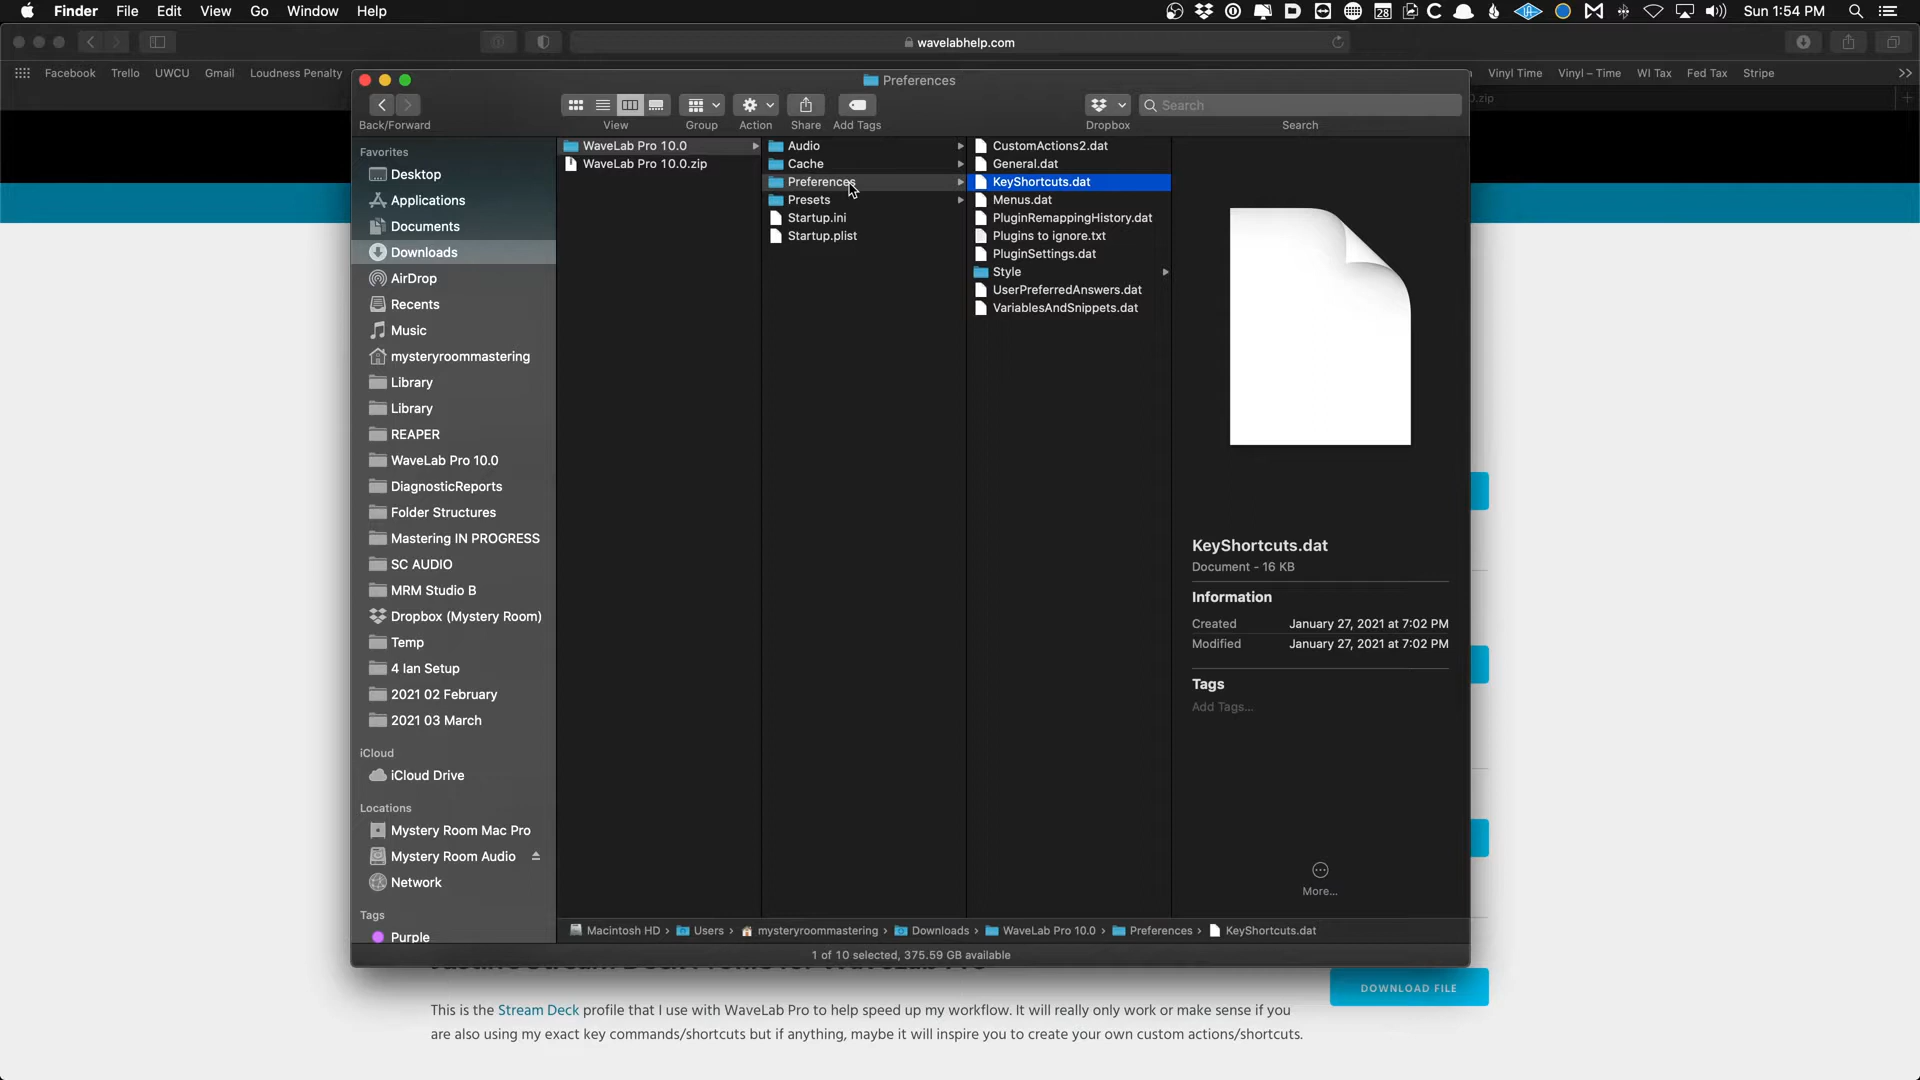 Finder File Edit View Go Window Help
28 Sun 1:54 PM
wavelabhelp.com
Facebook Trello UWCU Gmail Loudness Penalty
Vinyl Time Vinyl – Time WI Tax Fed Tax Stripe
.zip
Preferences
Search
Back/Forward View Group Action Share Add Tags Dropbox Search
Favorites
Desktop
Applications
Documents
Downloads
AirDrop
Recents
Music
mysteryroommastering
Library
Library
REAPER
WaveLab Pro 10.0
DiagnosticReports
Folder Structures
Mastering IN PROGRESS
SC AUDIO
MRM Studio B
Dropbox (Mystery Room)
Temp
4 Ian Setup
2021 02 February
2021 03 March
iCloud
iCloud Drive
Locations
Mystery Room Mac Pro
Mystery Room Audio
Network
Tags
Purple
WaveLab Pro 10.0
WaveLab Pro 10.0.zip
Audio
Cache
Preferences
Presets
Startup.ini
Startup.plist
CustomActions2.dat
General.dat
KeyShortcuts.dat
Menus.dat
PluginRemappingHistory.dat
Plugins to ignore.txt
PluginSettings.dat
Style
UserPreferredAnswers.dat
VariablesAndSnippets.dat
KeyShortcuts.dat
Document - 16 KB
Information
Created January 27, 2021 at 7:02 PM
Modified January 27, 2021 at 7:02 PM
Tags
Add Tags...
More...
Macintosh HD › Users › mysteryroommastering › Downloads › WaveLab Pro 10.0 › Preferences › KeyShortcuts.dat
1 of 10 selected, 375.59 GB available
DOWNLOAD FILE
This is the Stream Deck profile that I use with WaveLab Pro to help speed up my workflow. It will really only work or make sense if you
are also using my exact key commands/shortcuts but if anything, maybe it will inspire you to create your own custom actions/shortcuts.